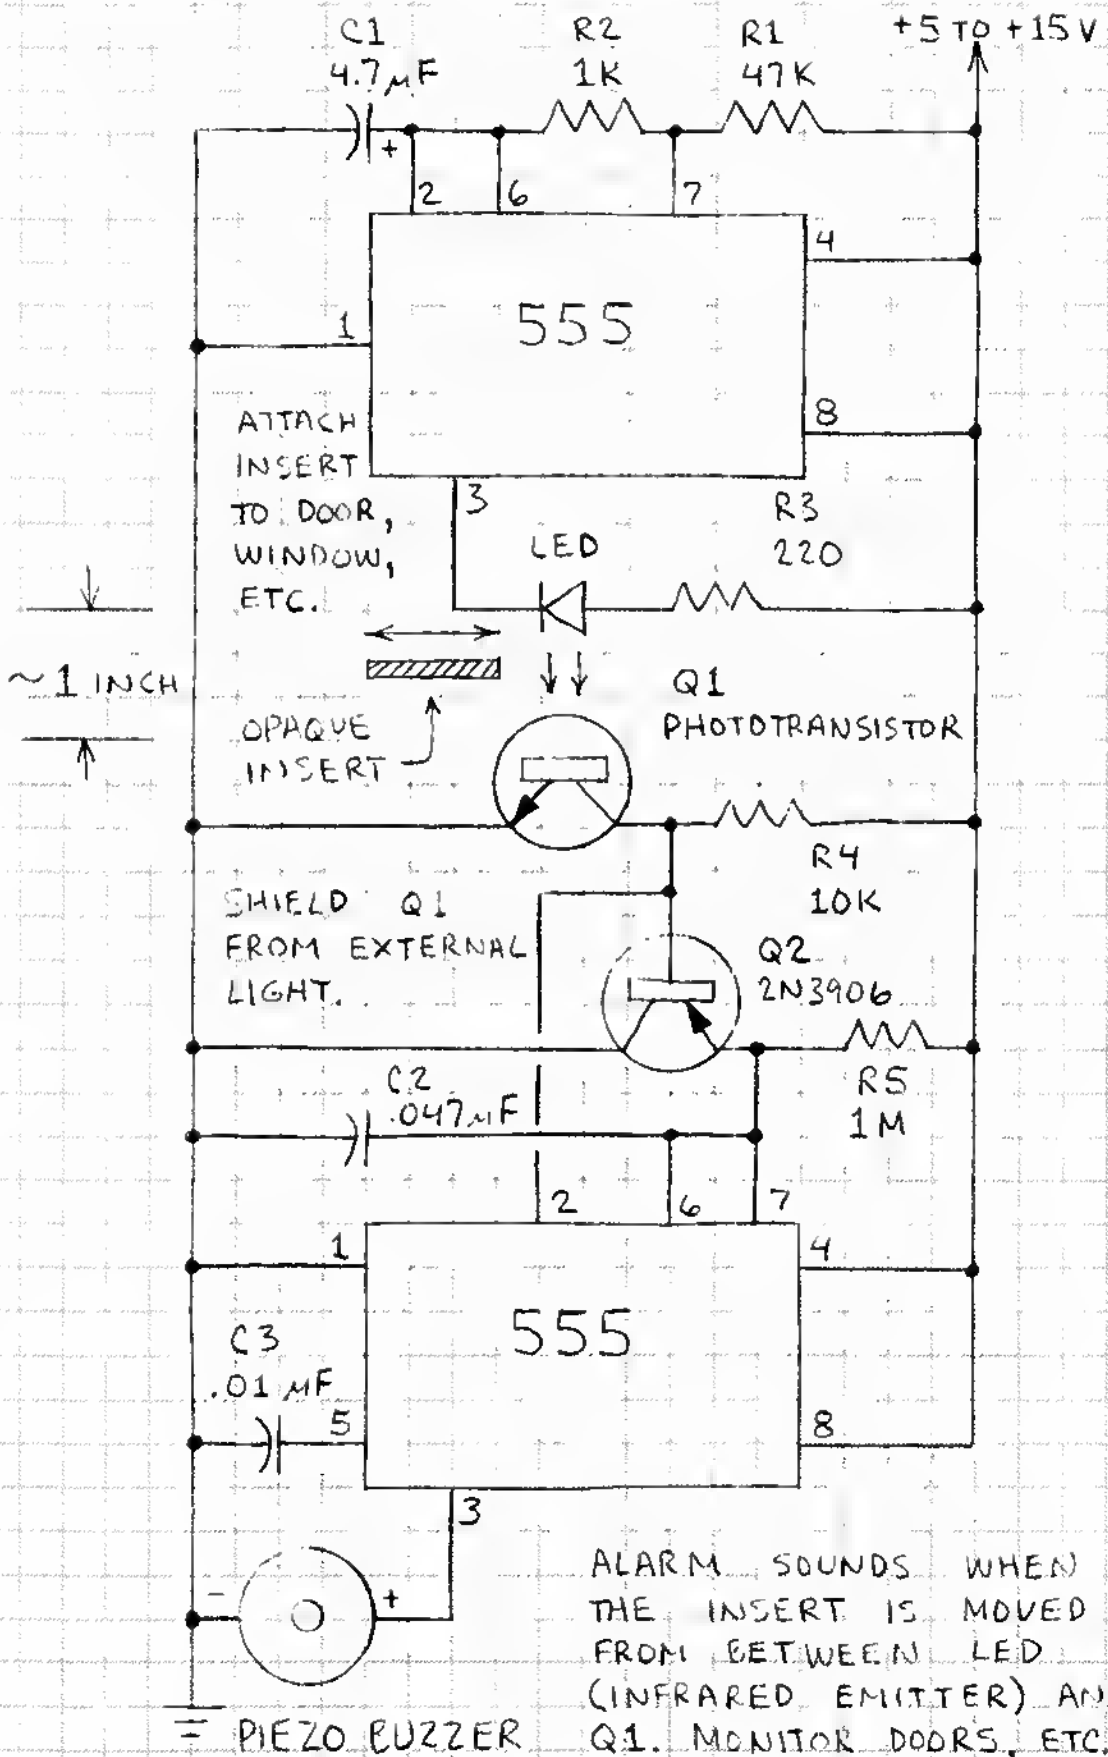 C1
4.7µF
R2
1K
R1
47K
+5 TO +15 V
+
2
6
7
4
1
555
8
ATTACH
INSERT
TO DOOR,
WINDOW,
ETC.
3
R3
220
LED
~ 1 INCH
Q1
PHOTOTRANSISTOR
OPAQUE
INSERT
R4
10K
SHIELD Q1
FROM EXTERNAL
LIGHT.
Q2
2N3906
C2
.047µF
R5
1M
2
6
7
1
4
555
C3
.01 µF
5
8
3
-
+
PIEZO BUZZER
ALARM SOUNDS WHEN
THE INSERT IS MOVED
FROM BETWEEN LED
(INFRARED EMITTER) AN
Q1. MONITOR DOORS, ETC